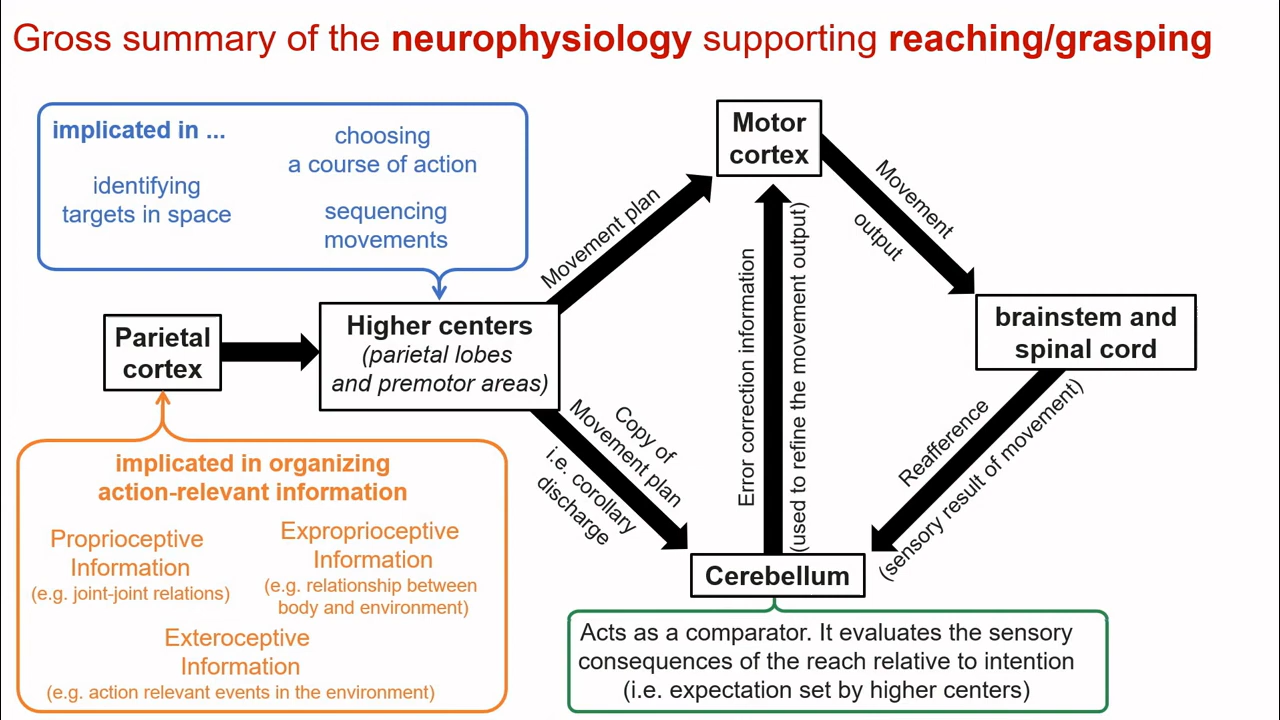 Gross summary of the neurophysiology supporting reaching/grasping
implicated in ...
identifying
targets in space
choosing
a course of action
sequencing
movements
Parietal
cortex
Higher centers
(parietal lobes
and premotor areas)
Movement plan
Motor
cortex
Movement
output
brainstem and
spinal cord
Copy of
Movement plan
i.e. corollary
discharge
Error correction information
(used to refine the movement output)
Reafference
(sensory result of movement)
Cerebellum
Acts as a comparator. It evaluates the sensory
consequences of the reach relative to intention
(i.e. expectation set by higher centers)
implicated in organizing
action-relevant information
Proprioceptive
Information
(e.g. joint-joint relations)
Exproprioceptive
Information
(e.g. relationship between
body and environment)
Exteroceptive
Information
(e.g. action relevant events in the environment)